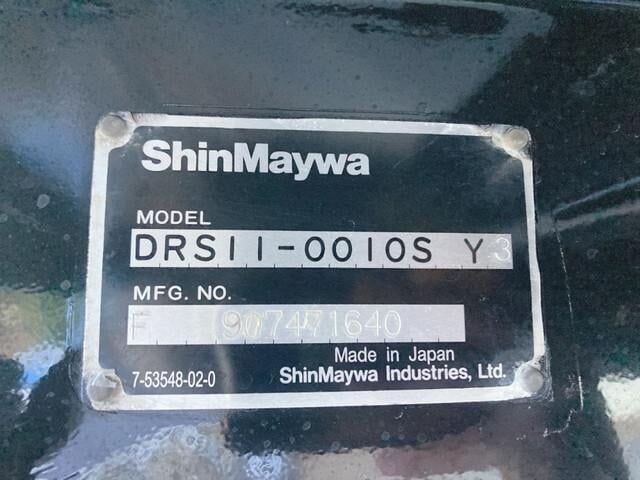 ShinMaywa
MODEL
DRS11-0010S Y3
MFG. NO.
F 907471640
Made in Japan
7-53548-02-0 ShinMaywa Industries, Ltd.